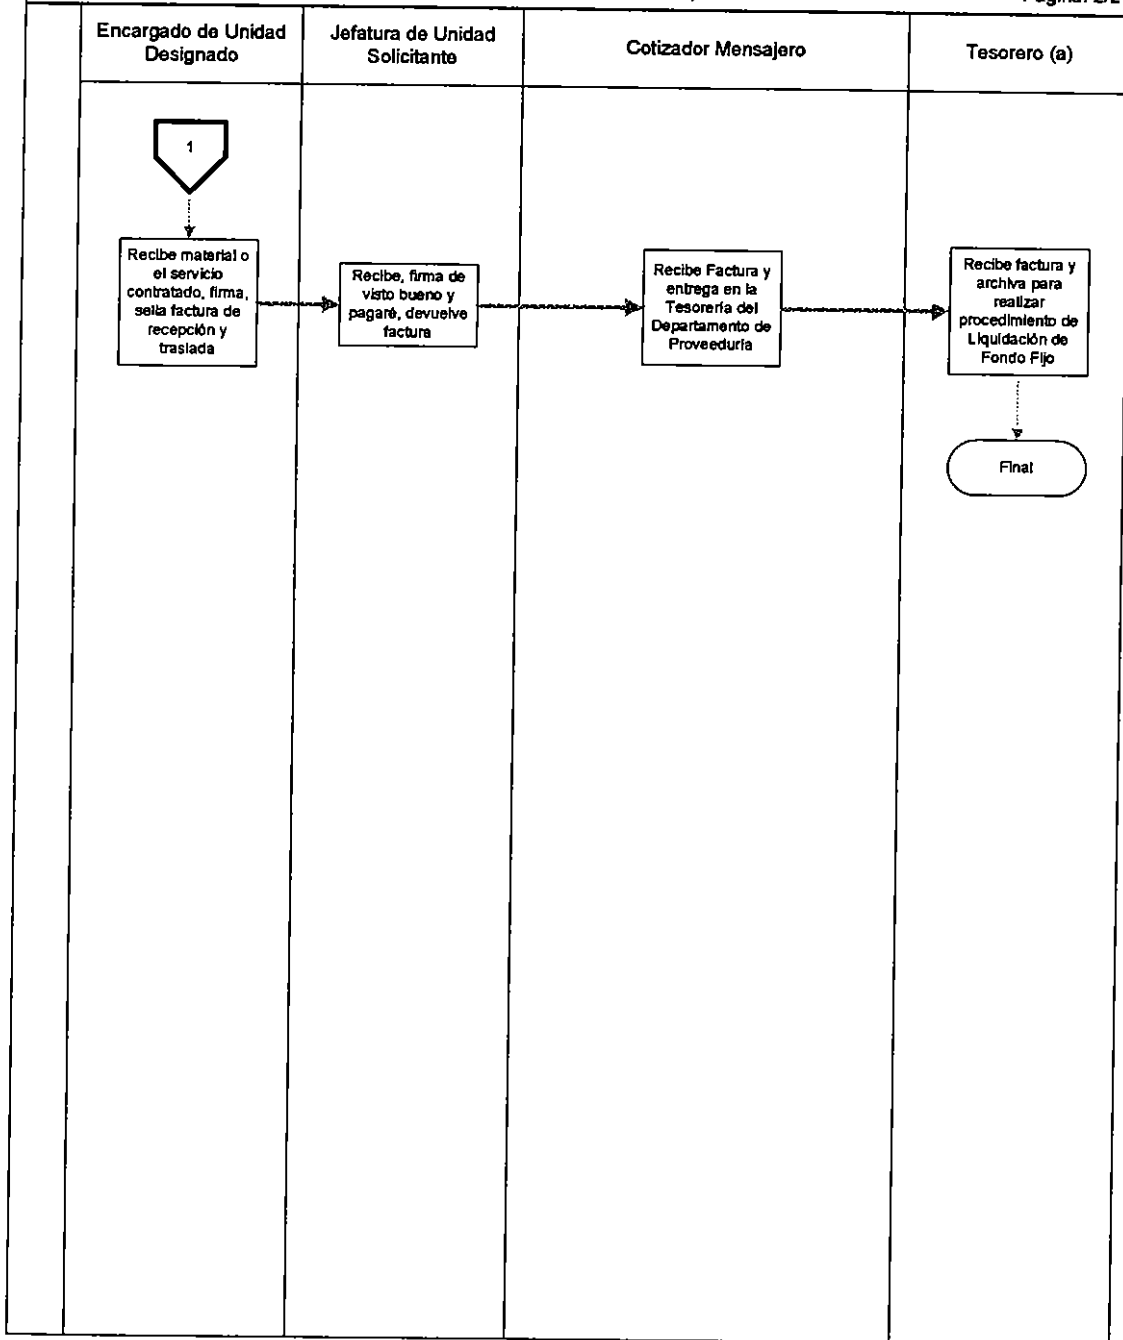 Encargado de Unidad
Designado
Jefatura de Unidad
Solicitante
Cotizador Mensajero
Tesorero (a)
1
Recibe material o
el servicio
contratado, firma,
sella factura de
recepción y
traslada
Recibe, firma de
visto bueno y
pagaré, devuelve
factura
Recibe Factura y
entrega en la
Tesorería del
Departamento de
Proveeduría
Recibe factura y
archiva para
realizar
procedimiento de
Liquidación de
Fondo Fijo
Final